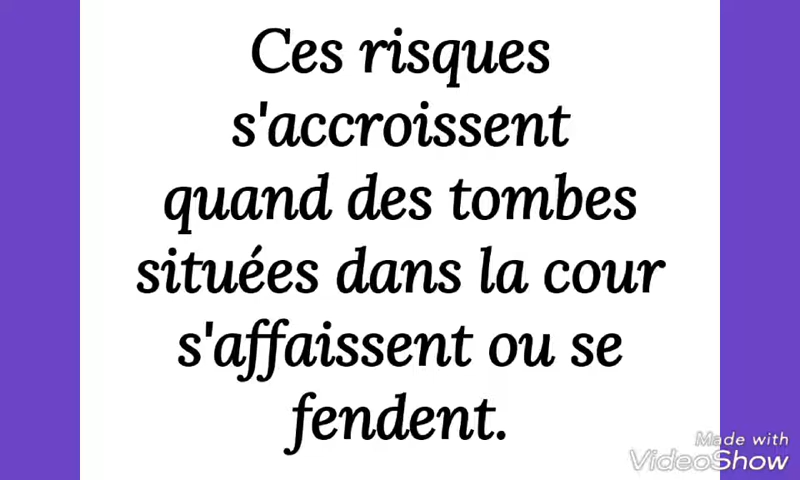 Ces risques
s'accroissent
quand des tombes
situées dans la cour
s'affaissent ou se
fendent.
Made with
VideoShow